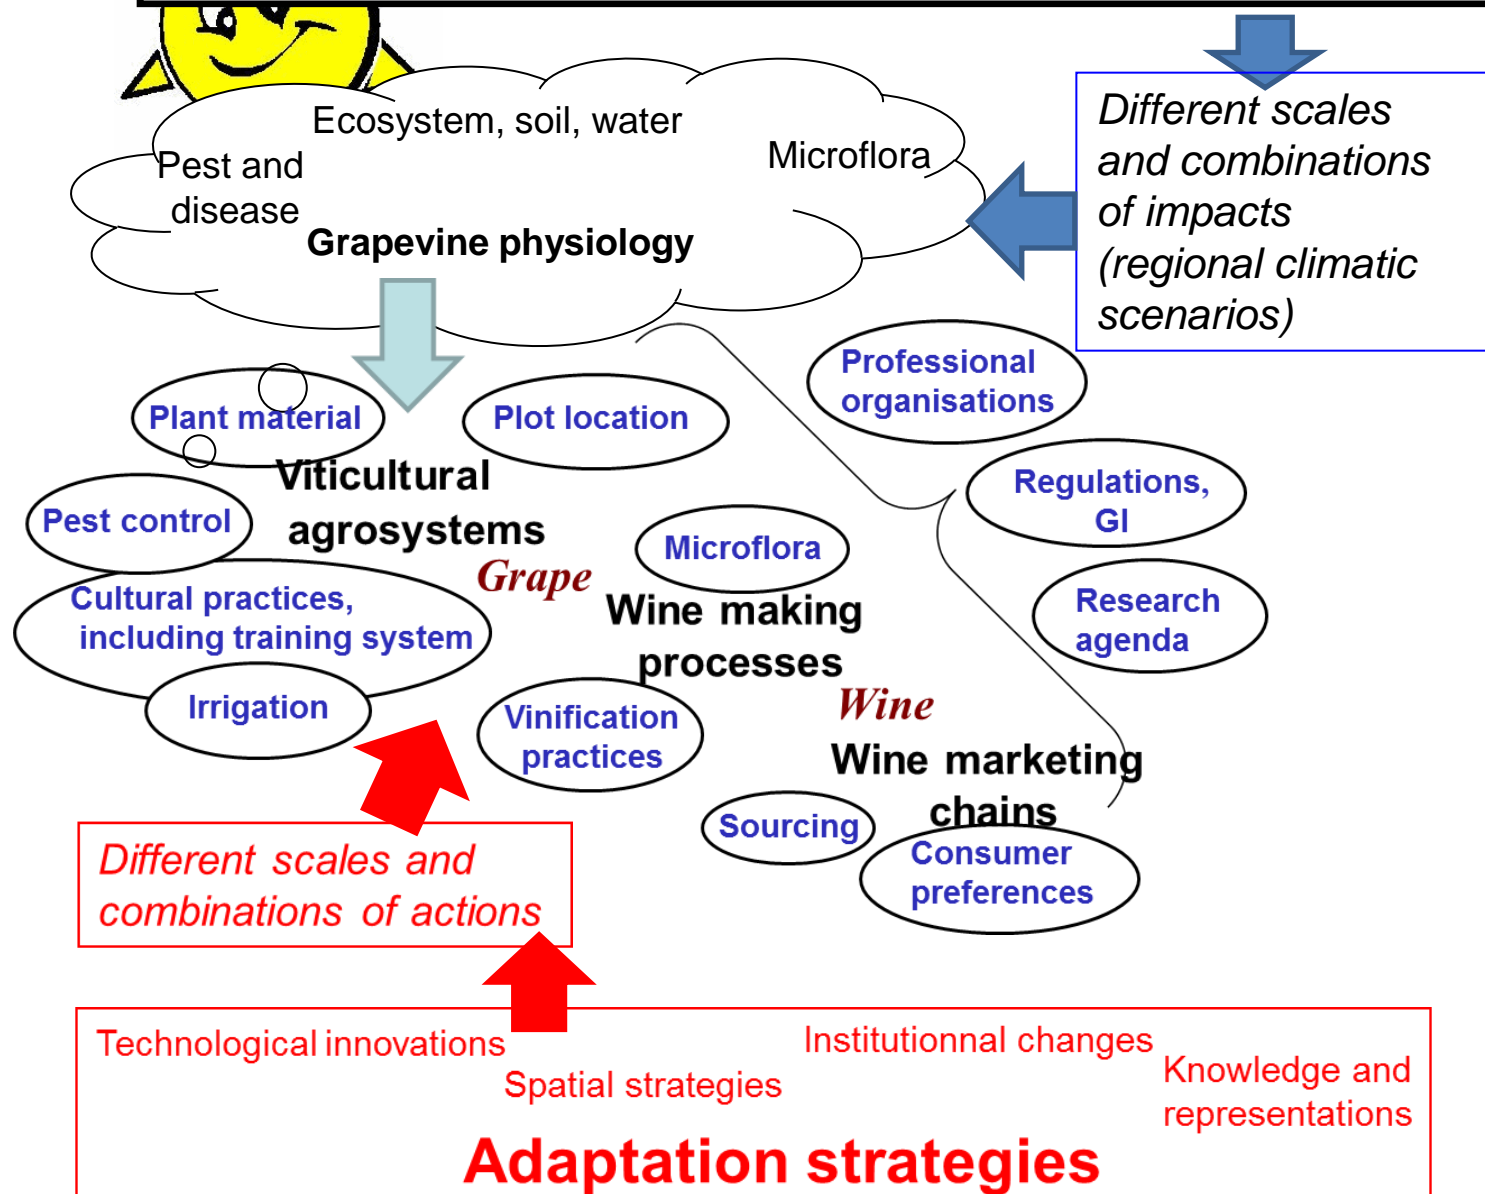 Ecosystem, soil, water
Microflora
Pest and
disease
Grapevine physiology
Different scales
and combinations
of impacts
(regional climatic
scenarios)
Professional
organisations
Plant material
Plot location
Viticultural
agrosystems
Regulations,
GI
Pest control
Microflora
Grape
Cultural practices,
including training system
Wine making
processes
Research
agenda
Irrigation
Vinification
practices
Wine
Wine marketing
chains
Sourcing
Consumer
preferences
Different scales and
combinations of actions
Technological innovations
Institutionnal changes
Spatial strategies
Knowledge and
representations
Adaptation strategies